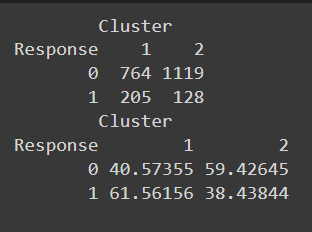 Cluster
Response 1 2
0 764 1119
1 205 128
Cluster
Response 1 2
0 40.57355 59.42645
1 61.56156 38.43844